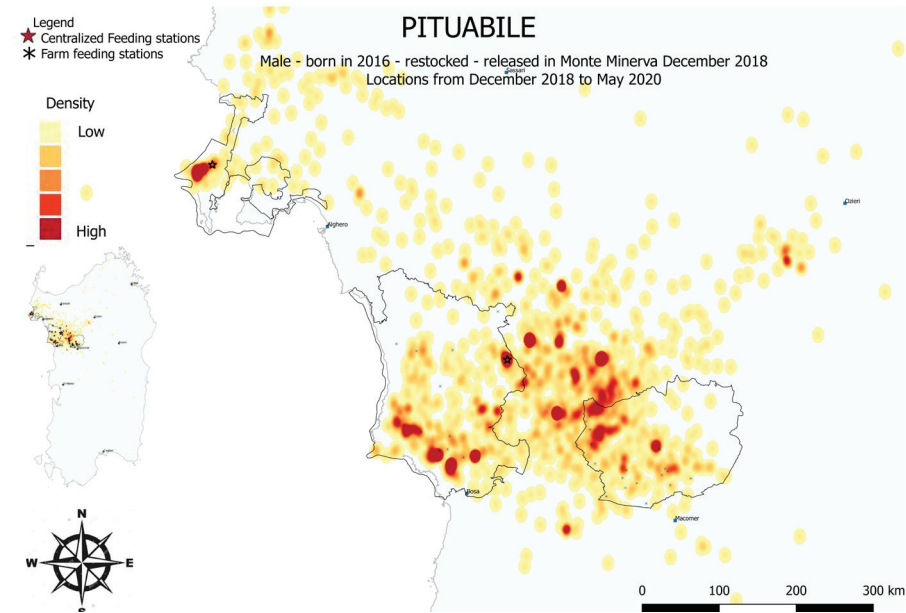 PITUABILE
Male - born in 2016 - restocked - released in Monte Minerva December 2018
Locations from December 2018 to May 2020
Legend
Centralized Feeding stations
Farm feeding stations
Density
Low
High
Sassari
Ozieri
Alghero
Bosa
Macomer
N
W
E
S
0 100 200 300 km